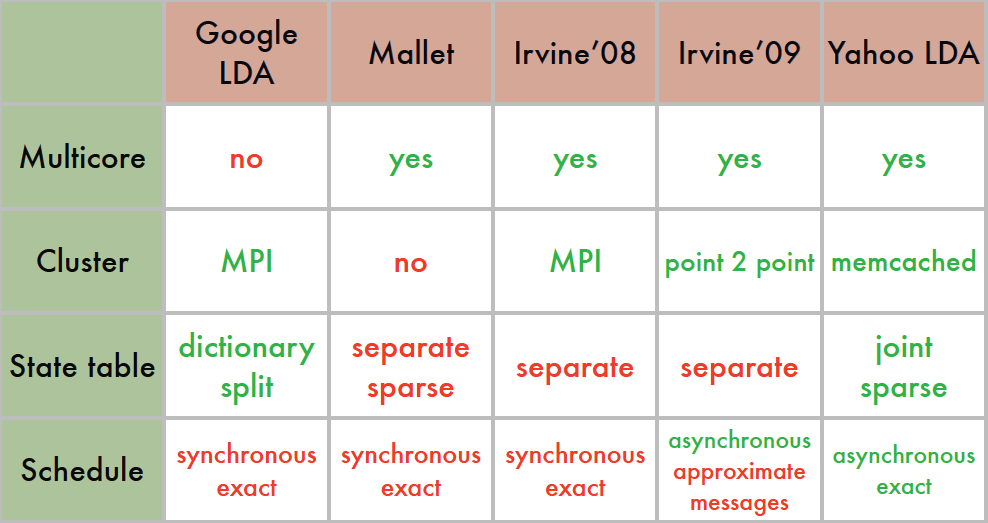 Google LDA Mallet Irvine’08 Irvine’09 Yahoo LDA
Multicore no yes yes yes yes
Cluster MPI no MPI point 2 point memcached
State table dictionary split separate sparse separate separate joint sparse
Schedule synchronous exact synchronous exact synchronous exact asynchronous approximate messages asynchronous exact